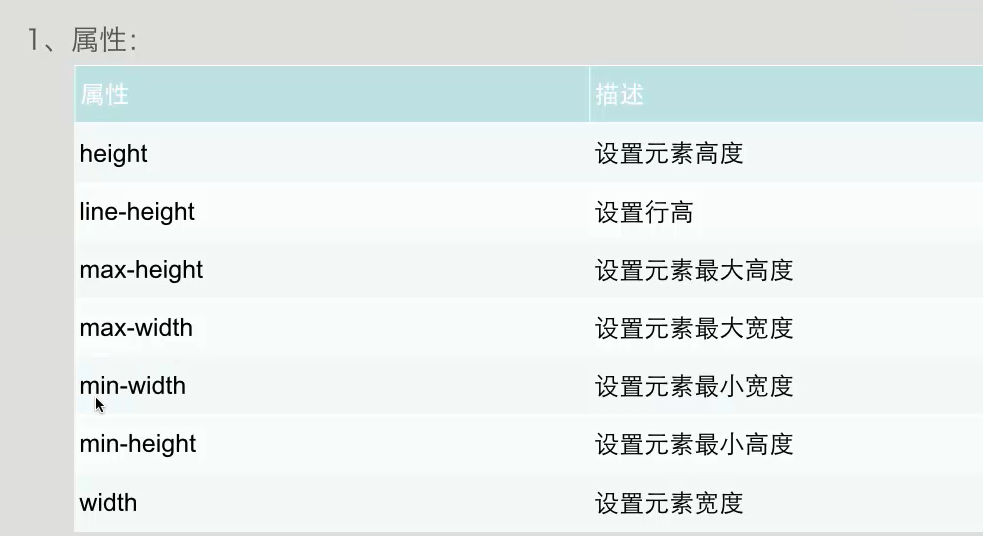 1、属性:
属性 描述
height 设置元素高度
line-height 设置行高
max-height 设置元素最大高度
max-width 设置元素最大宽度
min-width 设置元素最小宽度
min-height 设置元素最小高度
width 设置元素宽度